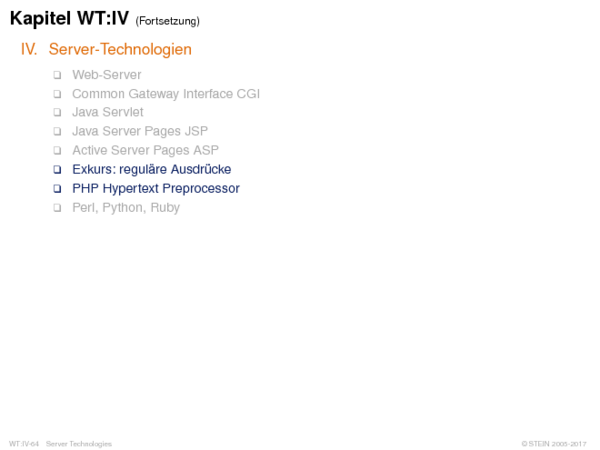 Kapitel WT:IV (Fortsetzung)
IV. Server-Technologien
❑ Web-Server
❑ Common Gateway Interface CGI
❑ Java Servlet
❑ Java Server Pages JSP
❑ Active Server Pages ASP
❑ Exkurs: reguläre Ausdrücke
❑ PHP Hypertext Preprocessor
❑ Perl, Python, Ruby
WT:IV-64 Server Technologies © STEIN 2005-2017